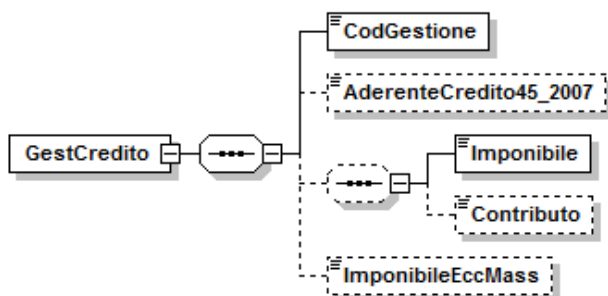 CodGestione
AderenteCredito45_2007
GestCredito
Imponibile
Contributo
ImponibileEccMass